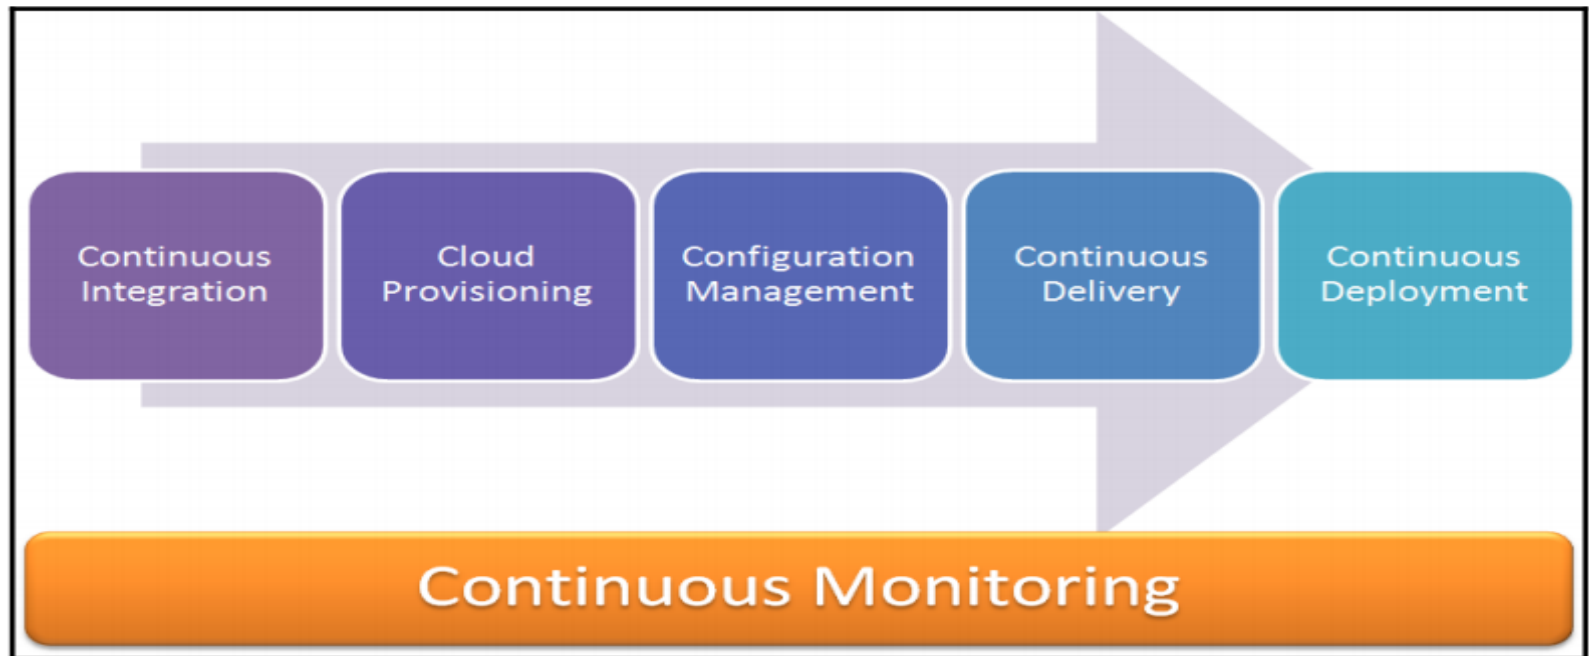 Continuous
Integration
Cloud
Provisioning
Configuration
Management
Continuous
Delivery
Continuous
Deployment
Continuous Monitoring